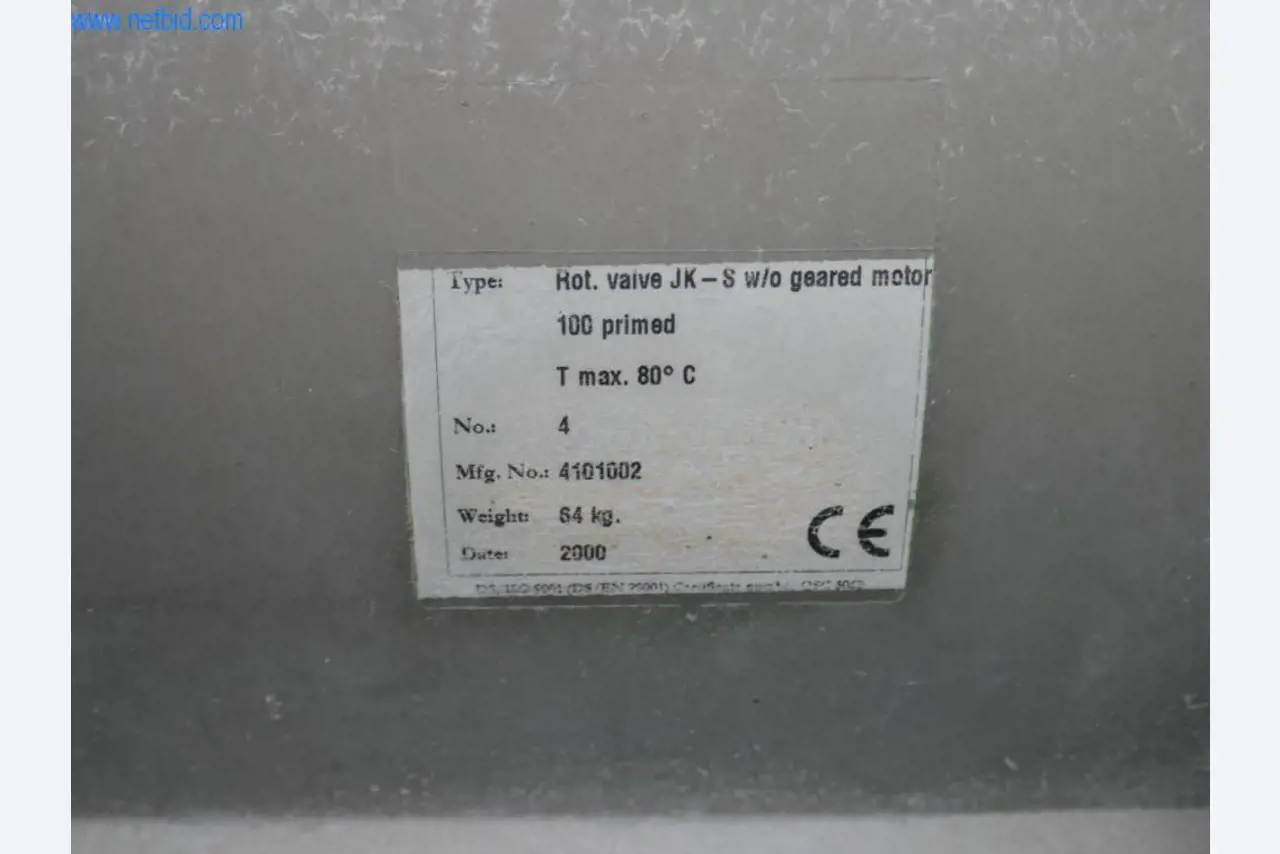 www.netbid.com
Type: Rot. valve JK – S w/o geared motor
100 primed
T max. 80° C
No.: 4
Mfg. No.: 4101002
Weight: 64 kg.
Date: 2000
CE